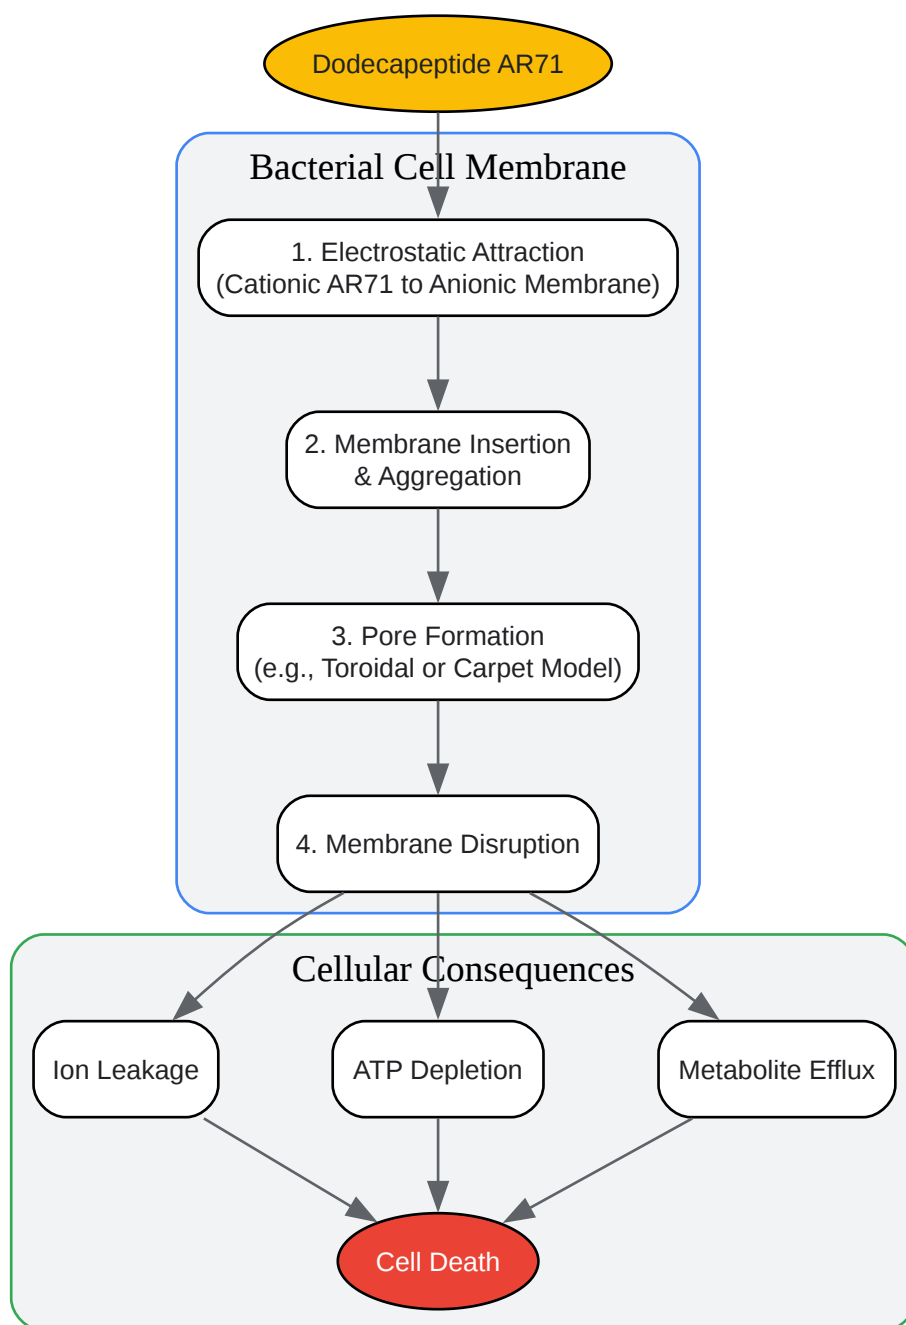 Dodecapeptide AR71
Bacterial Cell Membrane
1. Electrostatic Attraction
(Cationic AR71 to Anionic Membrane)
2. Membrane Insertion
& Aggregation
3. Pore Formation
(e.g., Toroidal or Carpet Model)
4. Membrane Disruption
Cellular Consequences
Ion Leakage
ATP Depletion
Metabolite Efflux
Cell Death